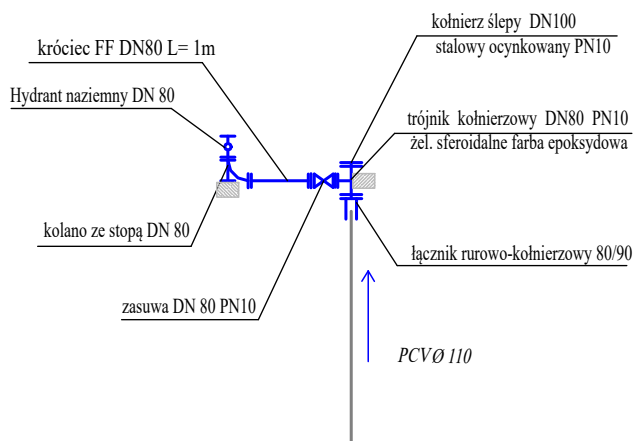 kołnierz ślepy DN100
stalowy ocynkowany PN10
króciec FF DN80 L= 1m
Hydrant naziemny DN 80
trójnik kołnierzowy DN80 PN10
żel. sferoidalne farba epoksydowa
kolano ze stopą DN 80
łącznik rurowo-kołnierzowy 80/90
zasuwa DN 80 PN10
PCVØ 110